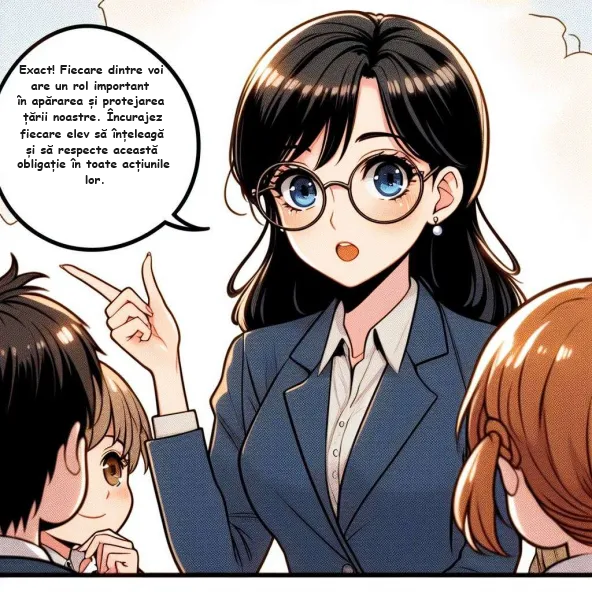 Exact! Fiecare dintre voi
are un rol important
în apărarea și protejarea
țării noastre. Încurajez
fiecare elev să înțeleagă
și să respecte această
obligație în toate acțiunile
lor.